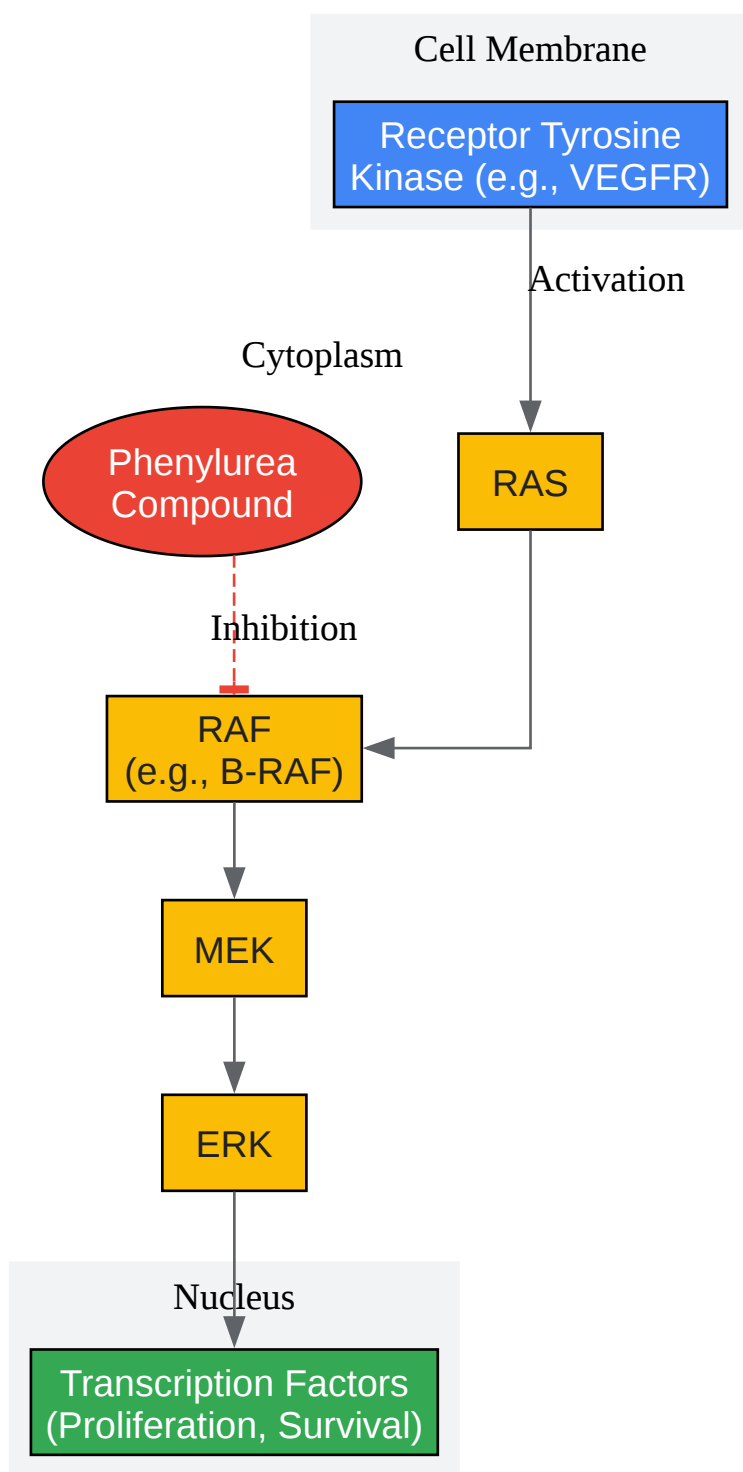 Cell Membrane
Receptor Tyrosine
Kinase (e.g., VEGFR)
Activation
Cytoplasm
Phenylurea
Compound
RAS
Inhibition
RAF
(e.g., B-RAF)
MEK
ERK
Nucleus
Transcription Factors
(Proliferation, Survival)